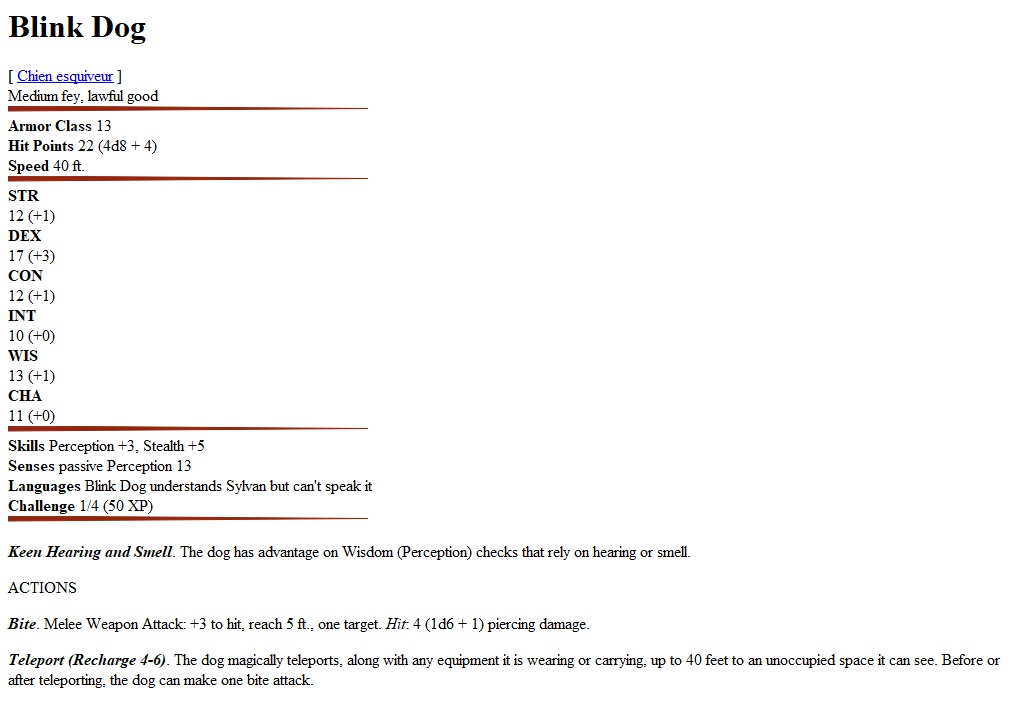 Blink Dog
[ Chien esquiveur ]
Medium fey, lawful good
Armor Class 13
Hit Points 22 (4d8 + 4)
Speed 40 ft.
STR
12 (+1)
DEX
17 (+3)
CON
12 (+1)
INT
10 (+0)
WIS
13 (+1)
CHA
11 (+0)
Skills Perception +3, Stealth +5
Senses passive Perception 13
Languages Blink Dog understands Sylvan but can't speak it
Challenge 1/4 (50 XP)
Keen Hearing and Smell. The dog has advantage on Wisdom (Perception) checks that rely on hearing or smell.
ACTIONS
Bite. Melee Weapon Attack: +3 to hit, reach 5 ft., one target. Hit: 4 (1d6 + 1) piercing damage.
Teleport (Recharge 4-6). The dog magically teleports, along with any equipment it is wearing or carrying, up to 40 feet to an unoccupied space it can see. Before or
after teleporting, the dog can make one bite attack.